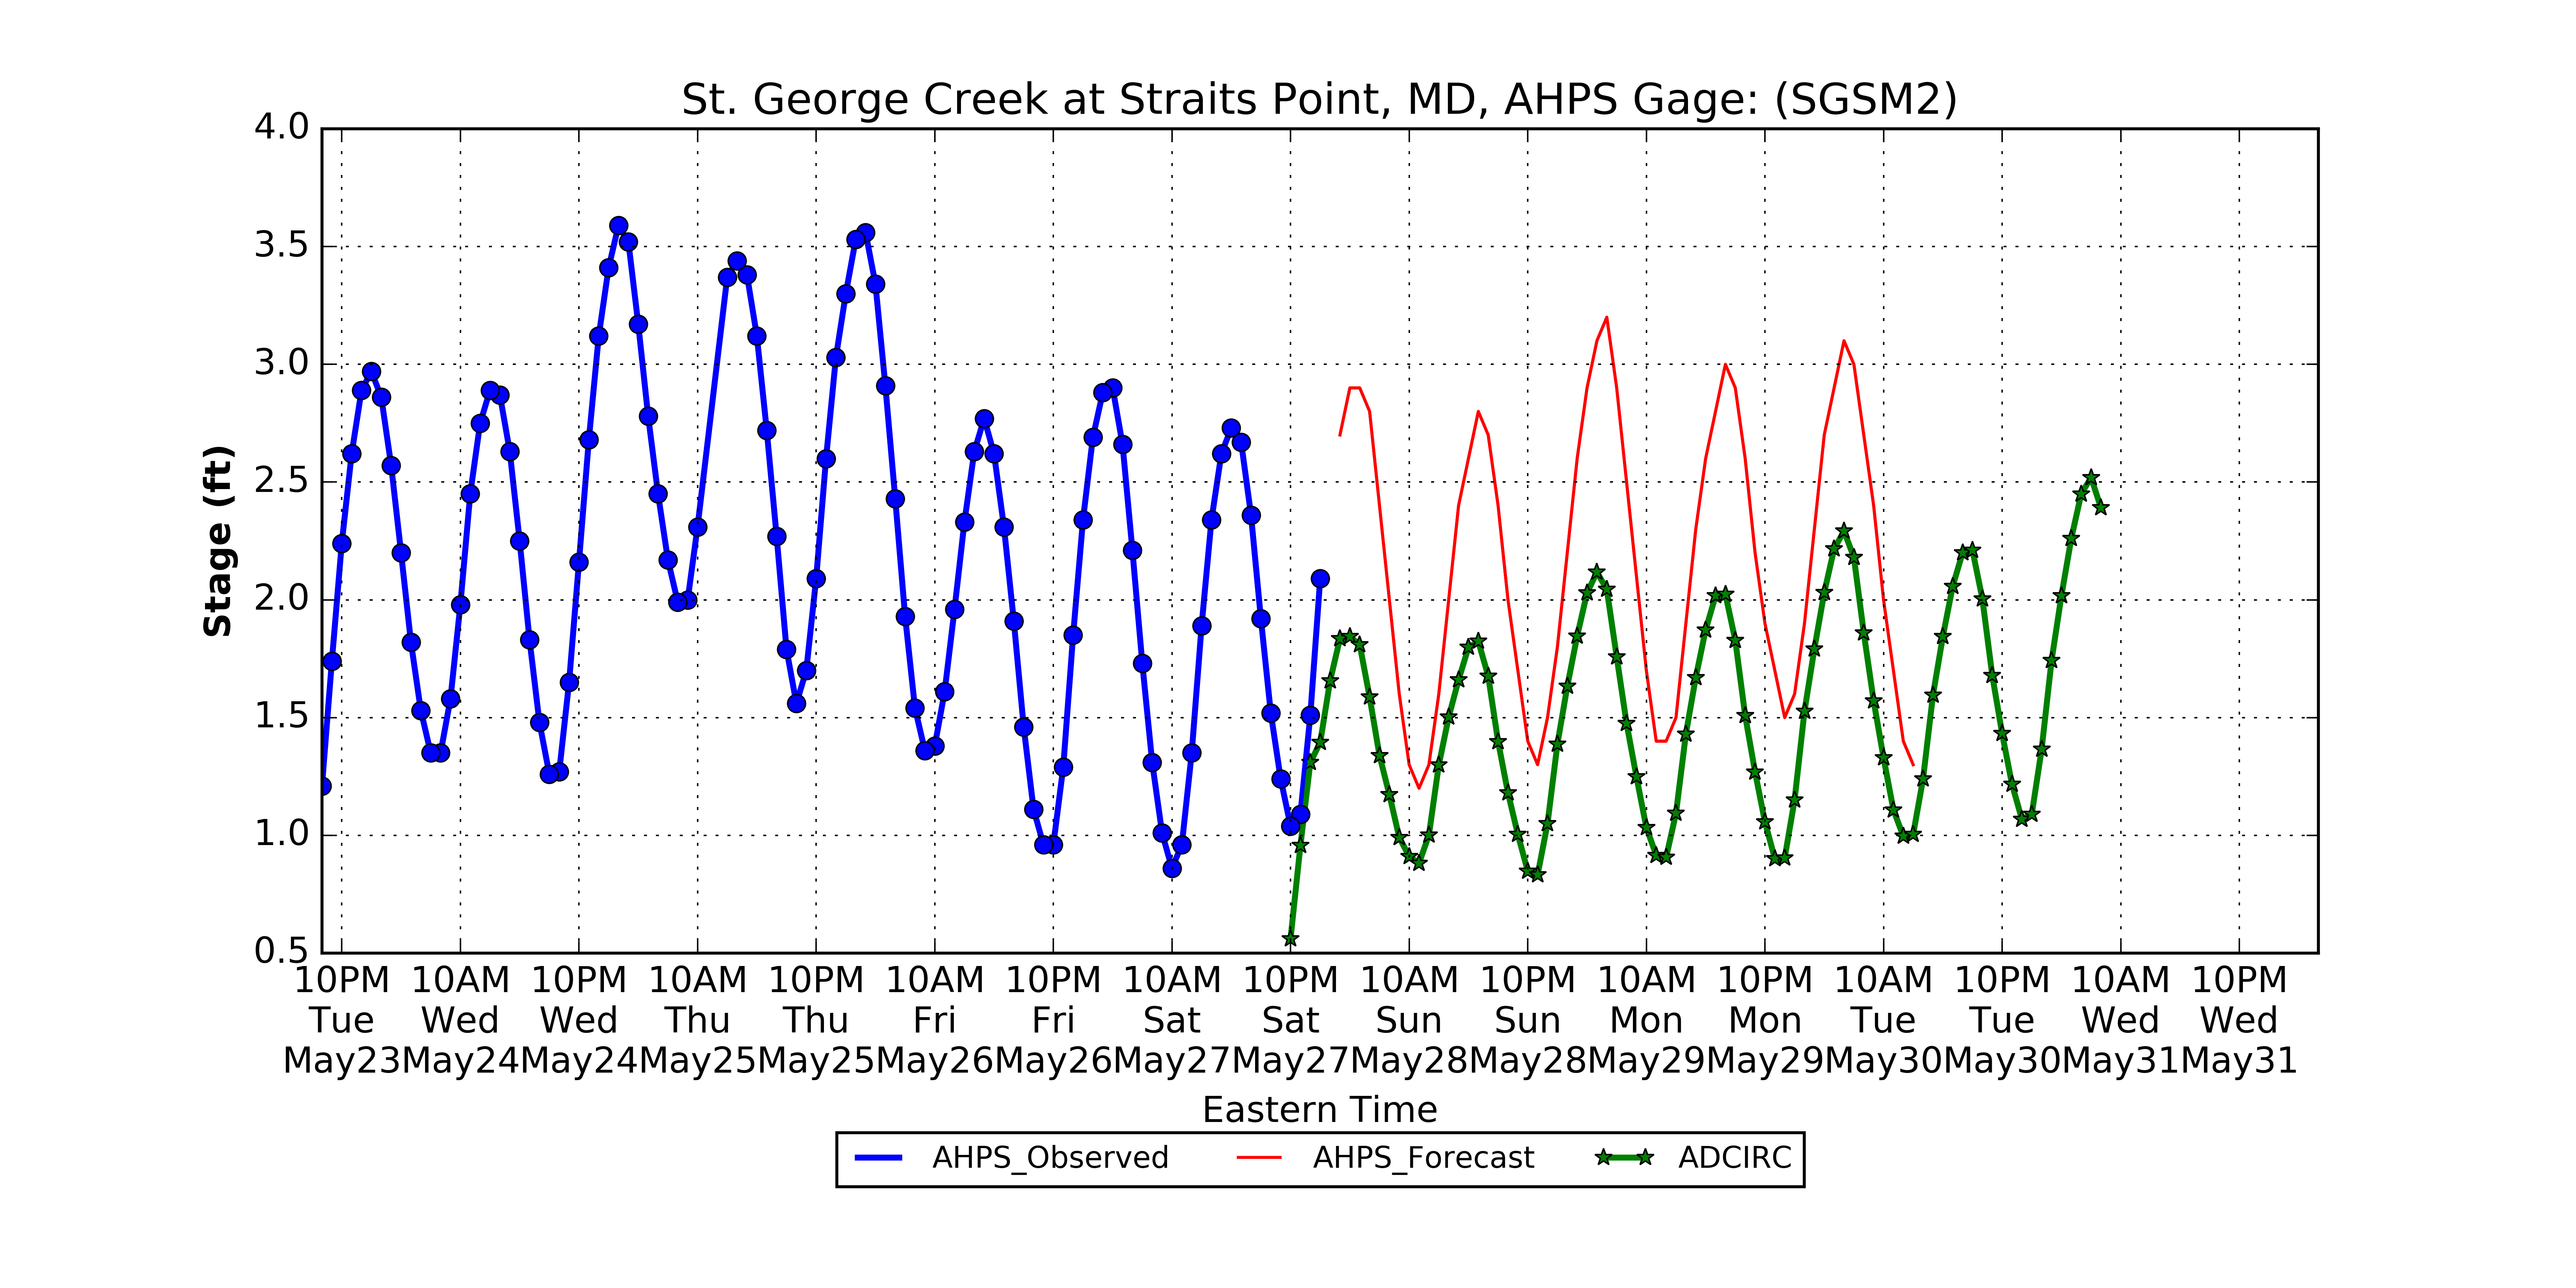 St. George Creek at Straits Point, MD, AHPS Gage: (SGSM2)
4.0
3.5
3.0
2.5
2.0
1.5
1.0
0.5
Stage (ft)
10PM 10AM 10PM 10AM 10PM 10AM 10PM 10AM 10PM 10AM 10PM 10AM 10PM 10AM 10PM 10AM 10PM
Tue Wed Wed Thu Thu Fri Fri Sat Sat Sun Sun Mon Mon Tue Tue Wed Wed
May23 May24 May24 May25 May25 May26 May26 May27 May27 May28 May28 May29 May29 May30 May30 May31 May31
Eastern Time
AHPS_Observed AHPS_Forecast ADCIRC